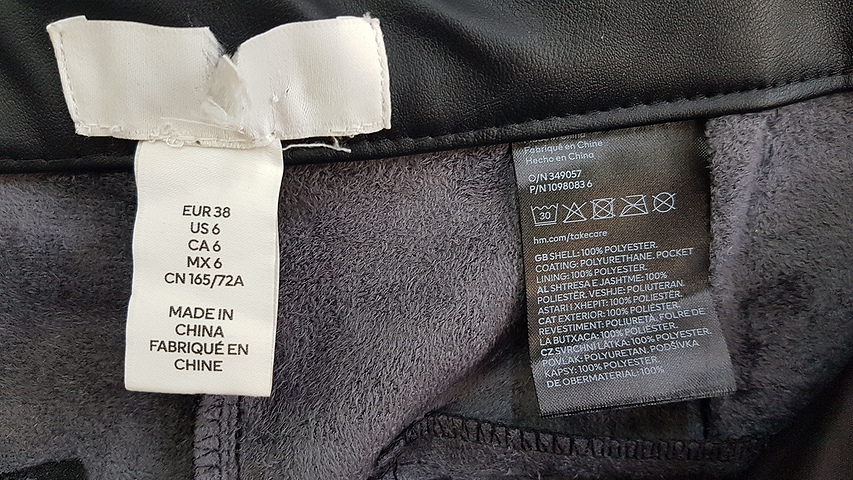 EUR 38
US 6
CA 6
MX 6
CN 165/72A
MADE IN
CHINA
FABRIQUÉ EN
CHINE
Fabriqué en Chine
Hecho en China
O/N 349057
P/N 1098083 6
30
hm.com/takecare
GB SHELL: 100% POLYESTER.
COATING: POLYURETHANE. POCKET
LINING: 100% POLYESTER.
AL SHTRESA E JASHTME: 100%
POLIESTËR. VESHJE: POLIURETAN.
ASTARI I XHEPIT: 100% POLIESTËR.
CAT EXTERIOR: 100% POLIÈSTER.
REVESTIMENT: POLIURETÀ. FOLRE DE
LA BUTXACA: 100% POLIÈSTER.
CZ SVRCHNÍ LÁTKA: 100% POLYESTER.
POVLAK: POLYURETAN. PODŠÍVKA
KAPSY: 100% POLYESTER.
DE OBERMATERIAL: 100%